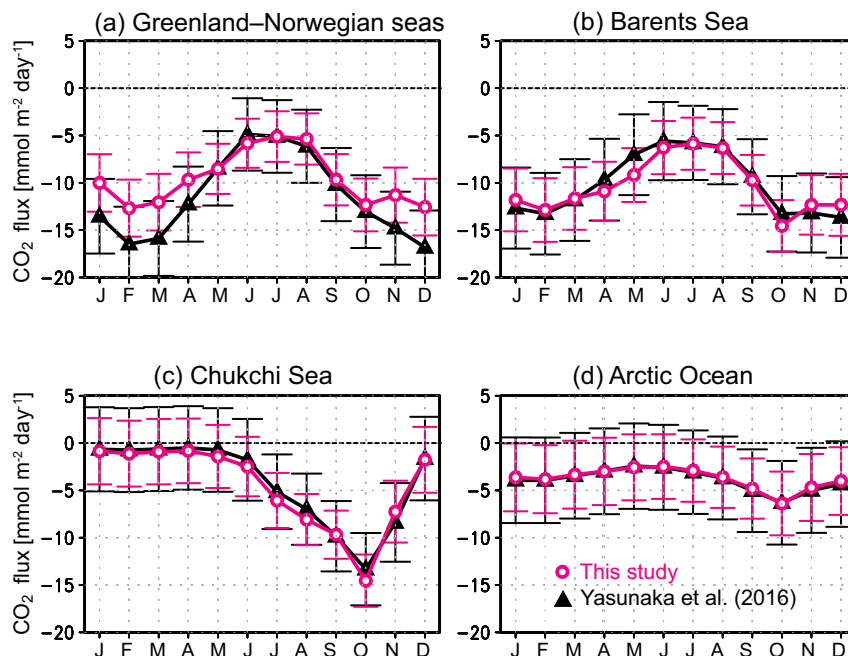 (a) Greenland–Norwegian seas
(b) Barents Sea
CO₂ flux [mmol m⁻² day⁻¹]
5
0
−5
−10
−15
−20
J F M A M J J A S O N D
5
0
−5
−10
−15
−20
J F M A M J J A S O N D
(c) Chukchi Sea
(d) Arctic Ocean
CO₂ flux [mmol m⁻² day⁻¹]
5
0
−5
−10
−15
−20
J F M A M J J A S O N D
5
0
−5
−10
−15
−20
J F M A M J J A S O N D
This study
Yasunaka et al. (2016)